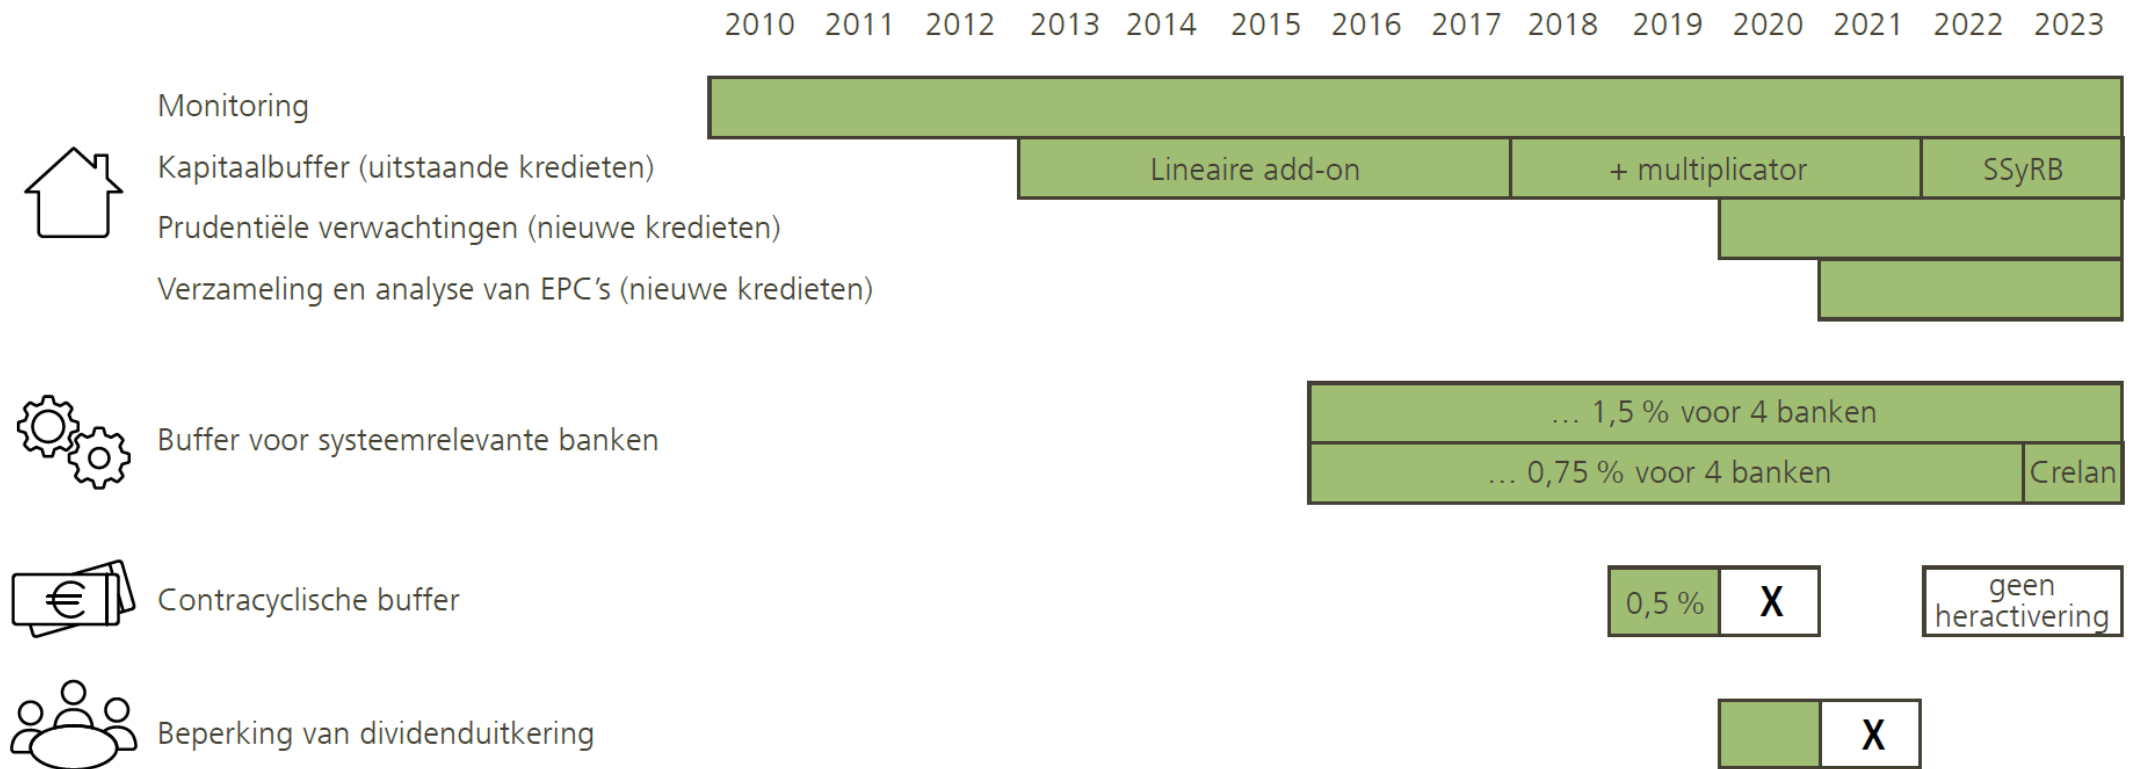 2010 2011 2012 2013 2014 2015 2016 2017 2018 2019 2020 2021 2022 2023
Monitoring
Kapitaalbuffer (uitstaande kredieten) Lineaire add-on + multiplicator SSyRB
Prudentiële verwachtingen (nieuwe kredieten)
Verzameling en analyse van EPC’s (nieuwe kredieten)
… 1,5 % voor 4 banken
Buffer voor systeemrelevante banken
… 0,75 % voor 4 banken Crelan
Contracyclische buffer 0,5 % X geen
heractivering
Beperking van dividenduitkering X